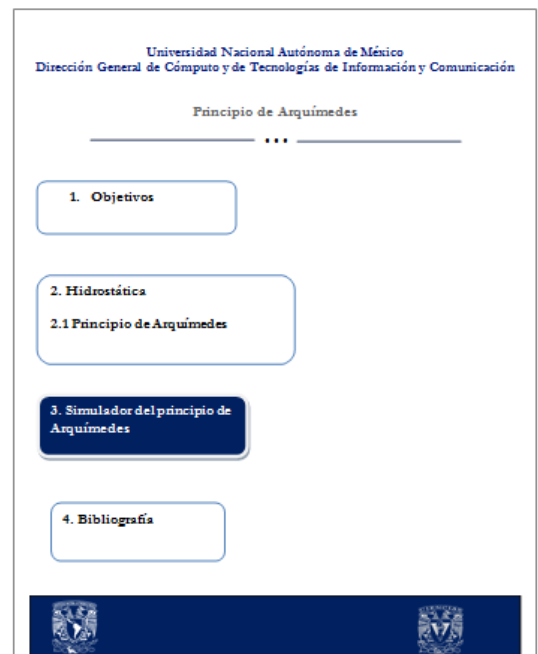 Universidad Nacional Autónoma de México
Dirección General de Cómputo y de Tecnologías de Información y Comunicación
Principio de Arquímedes
1. Objetivos
2. Hidrostática
2.1 Principio de Arquímedes
3. Simulador del principio de
Arquímedes
4. Bibliografía